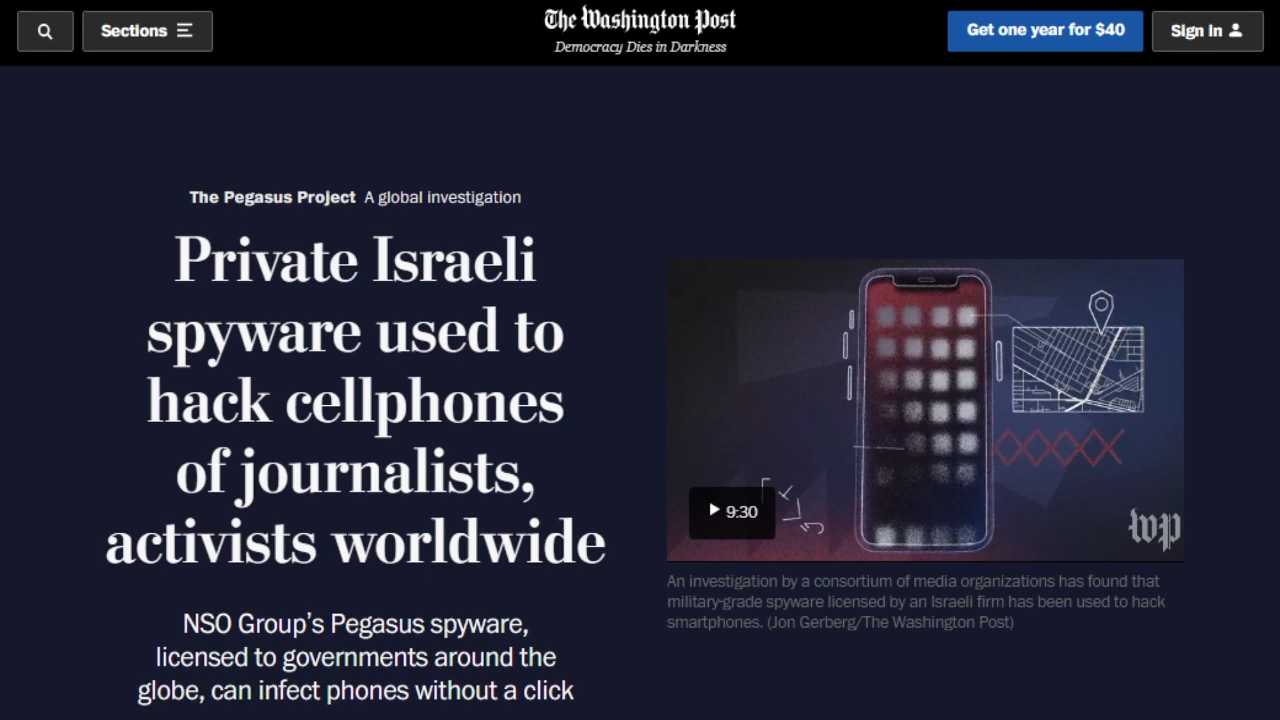 Sections
The Washington Post
Democracy Dies in Darkness
Get one year for $40
Sign in
The Pegasus Project A global investigation
Private Israeli
spyware used to
hack cellphones
of journalists,
activists worldwide
NSO Group’s Pegasus spyware,
licensed to governments around the
globe, can infect phones without a click
9:30
wp
An investigation by a consortium of media organizations has found that
military-grade spyware licensed by an Israeli firm has been used to hack
smartphones. (Jon Gerberg/The Washington Post)